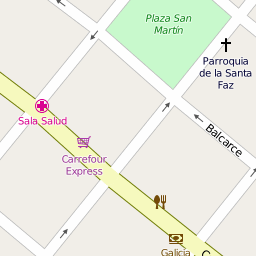 Plaza San
Martín
Parroquia
de la Santa
Faz
Sala Salud
Balcarce
Carrefour
Express
Galicia